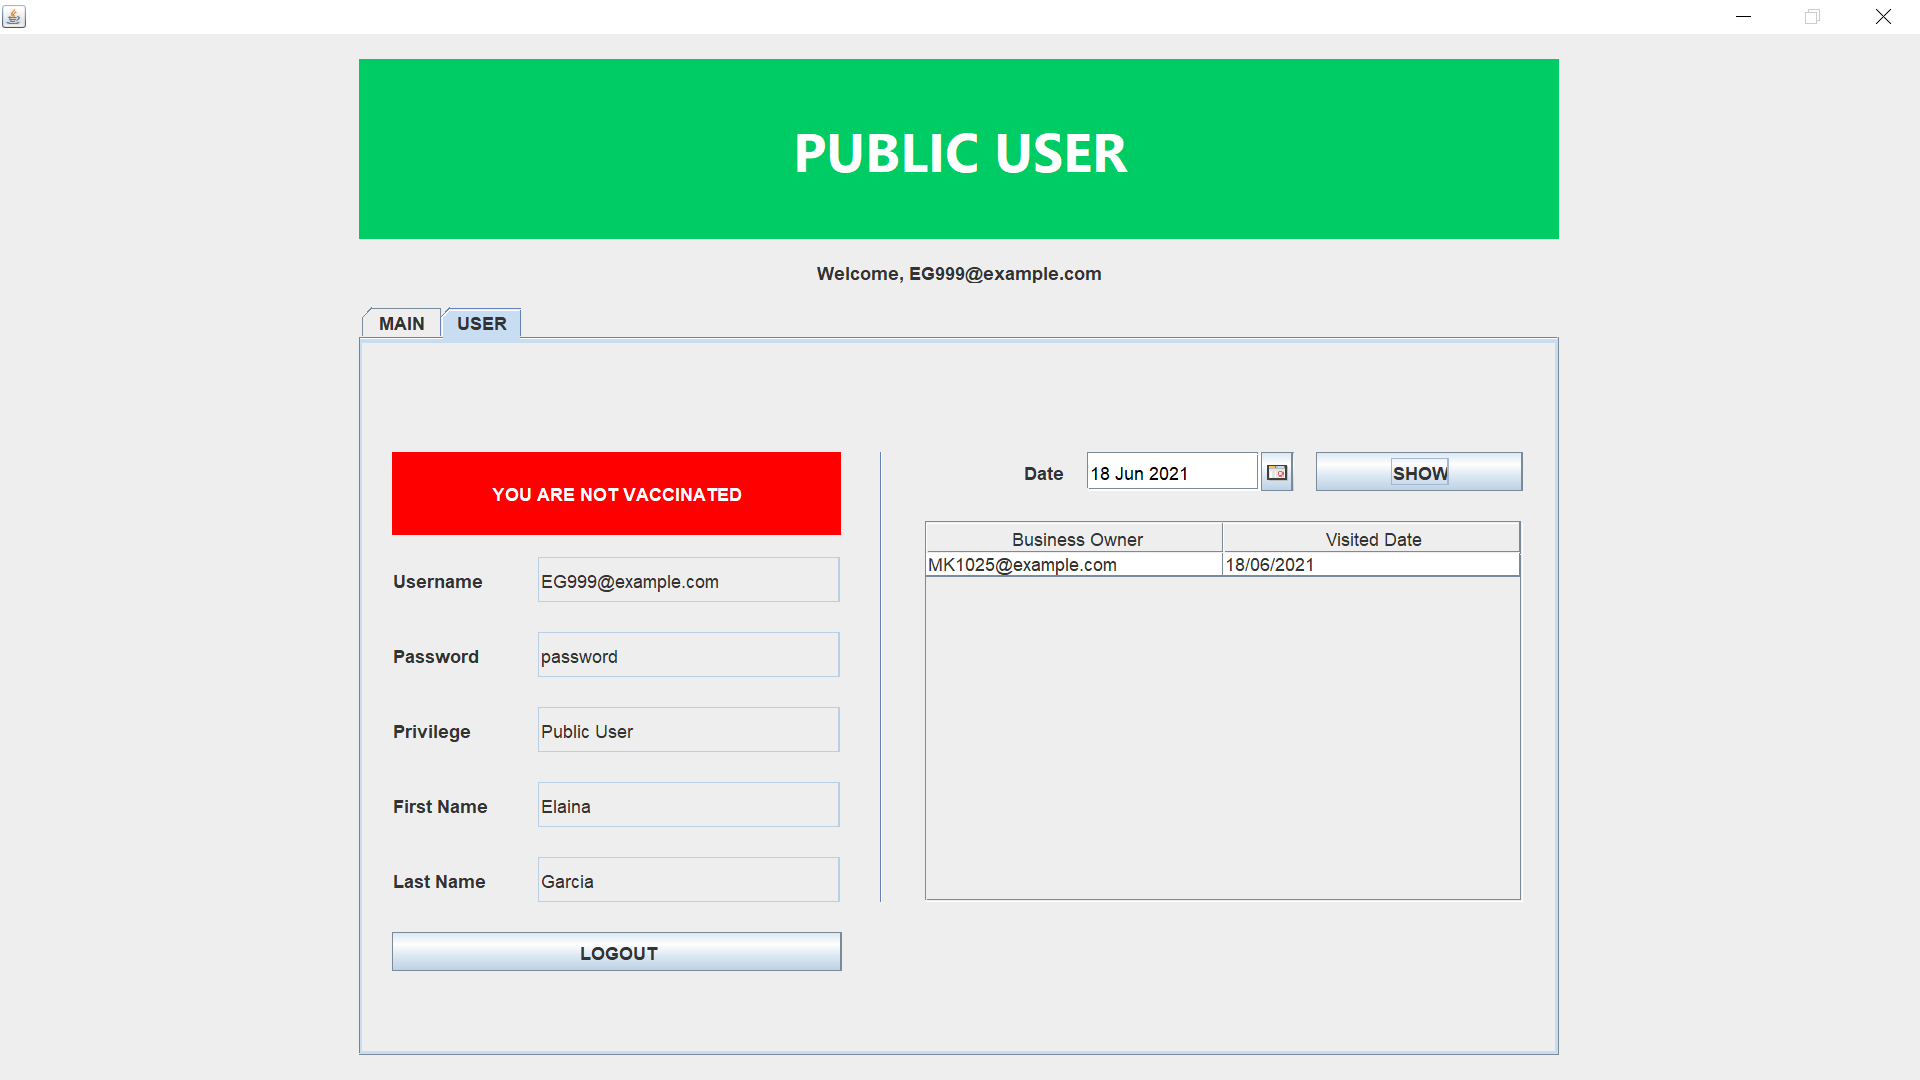 PUBLIC USER
Welcome, EG999@example.com
MAIN USER
YOU ARE NOT VACCINATED
Username EG999@example.com
Password password
Privilege Public User
First Name Elaina
Last Name Garcia
LOGOUT
Date 18 Jun 2021 SHOW
Business Owner Visited Date
MK1025@example.com 18/06/2021